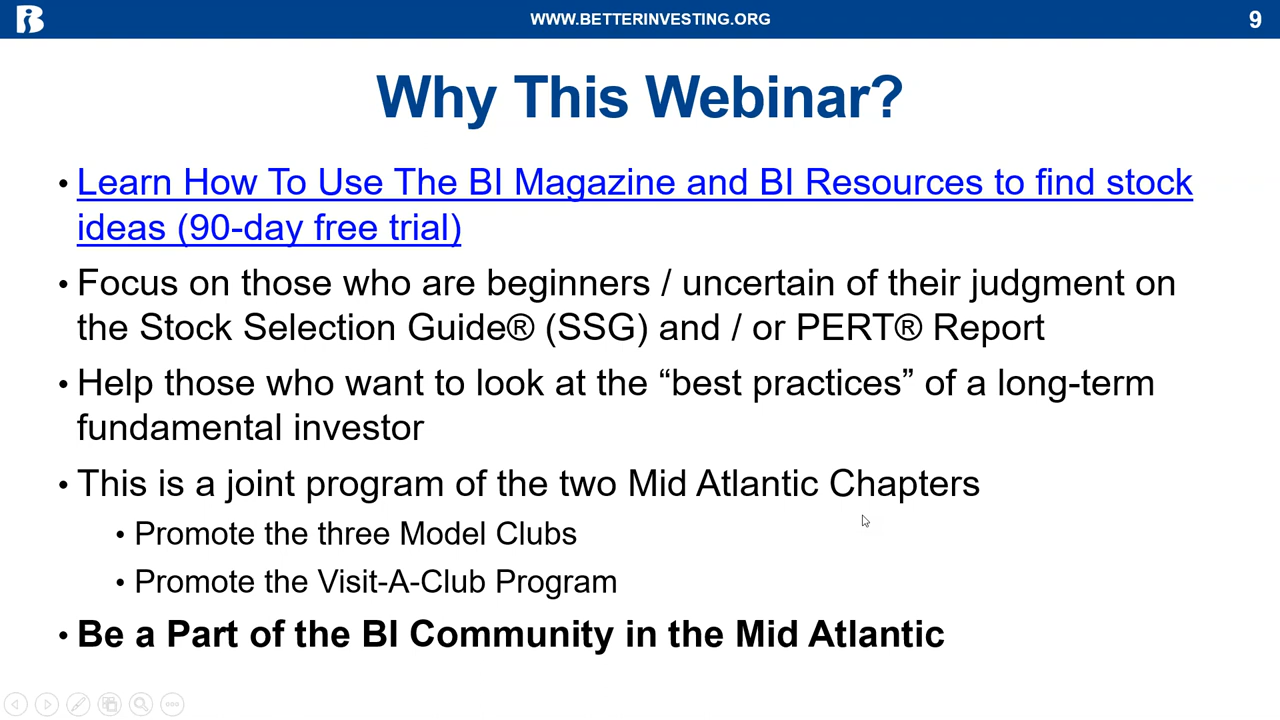 BI
WWW.BETTERINVESTING.ORG
9
Why This Webinar?
• Learn How To Use The BI Magazine and BI Resources to find stock
ideas (90-day free trial)
• Focus on those who are beginners / uncertain of their judgment on
the Stock Selection Guide® (SSG) and / or PERT® Report
• Help those who want to look at the “best practices” of a long-term
fundamental investor
• This is a joint program of the two Mid Atlantic Chapters
• Promote the three Model Clubs
• Promote the Visit-A-Club Program
• Be a Part of the BI Community in the Mid Atlantic